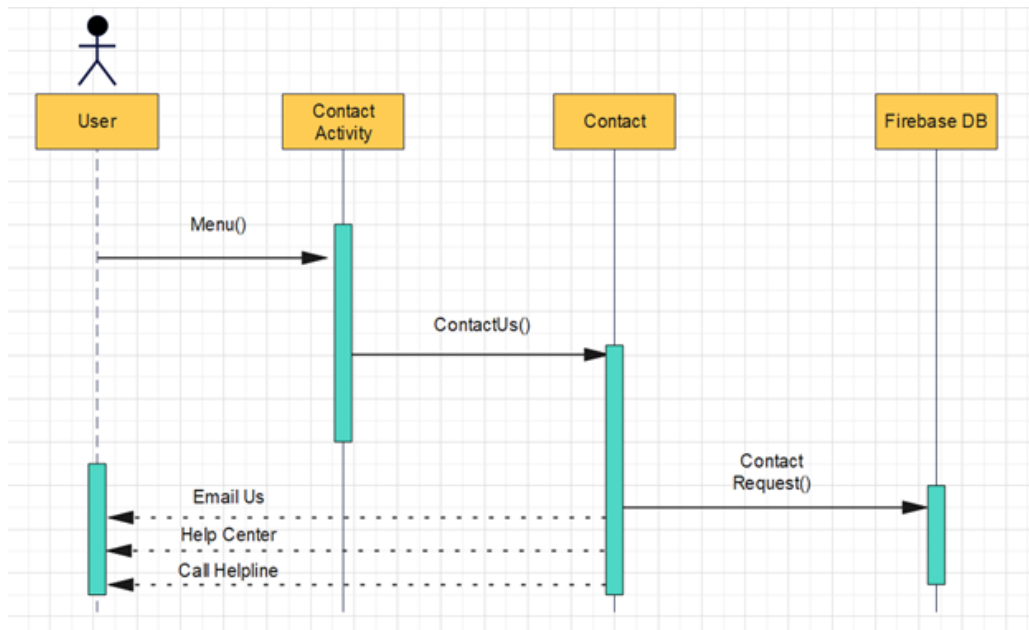 User
Contact
Activity
Contact
Firebase DB
Menu()
ContactUs()
Contact
Request()
Email Us
Help Center
Call Helpline